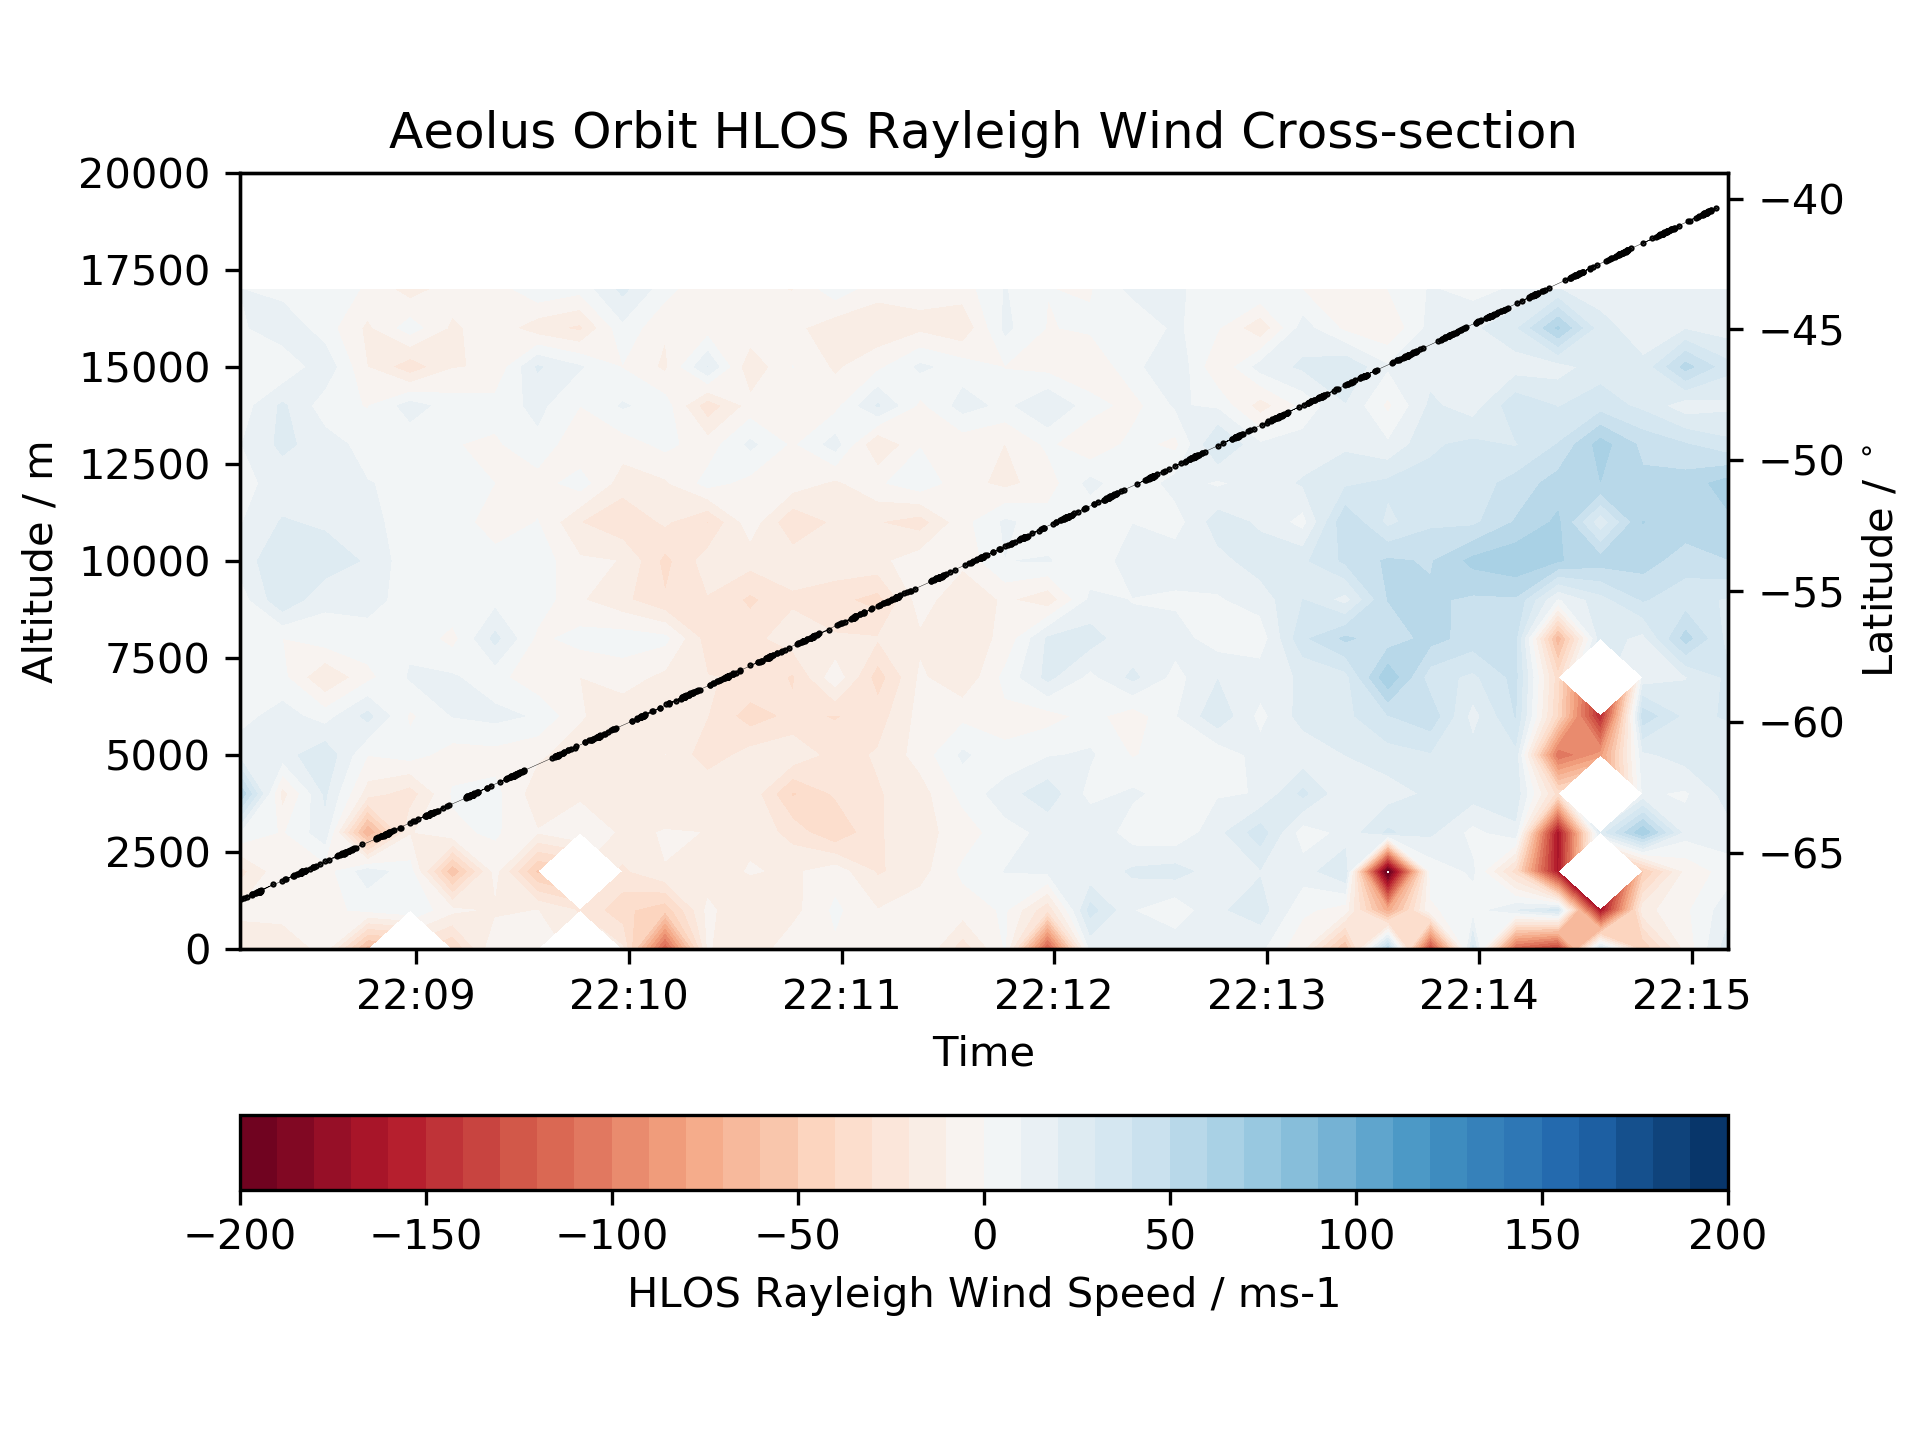 Aeolus Orbit HLOS Rayleigh Wind Cross-section
20000
17500
15000
12500
10000
7500
5000
2500
0
Altitude / m
−40
−45
−50
−55
−60
−65
Latitude / °
22:09 22:10 22:11 22:12 22:13 22:14 22:15
Time
−200 −150 −100 −50 0 50 100 150 200
HLOS Rayleigh Wind Speed / ms-1